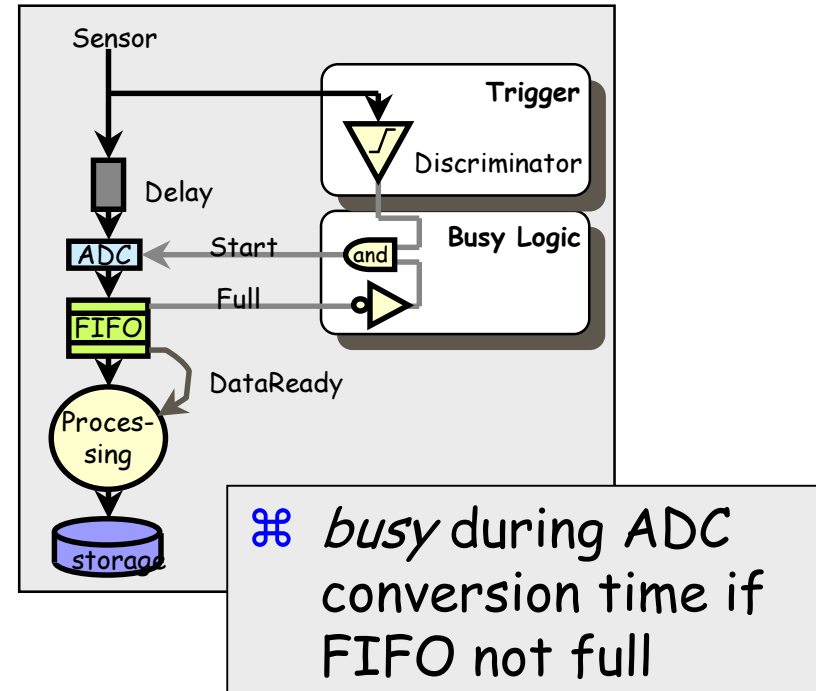 Sensor
Trigger
Discriminator
Delay
Busy Logic
ADC
Start
and
Full
FIFO
DataReady
Proces-
sing
storage
⌘ busy during ADC
conversion time if
FIFO not full